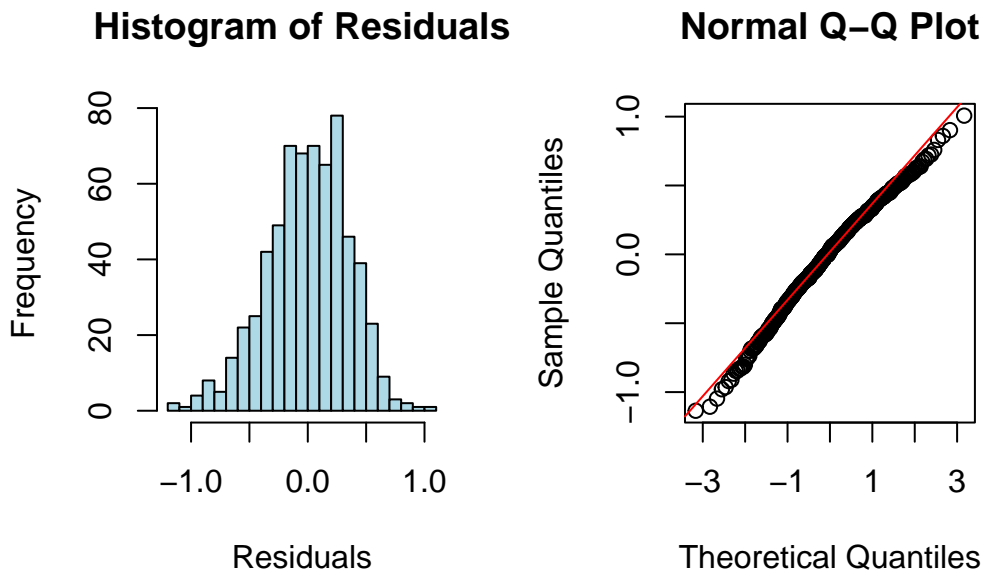 Histogram of Residuals
Frequency
80
60
40
20
0
−1.0 0.0 1.0
Residuals
Normal Q−Q Plot
Sample Quantiles
1.0
0.0
−1.0
−3 −1 1 3
Theoretical Quantiles